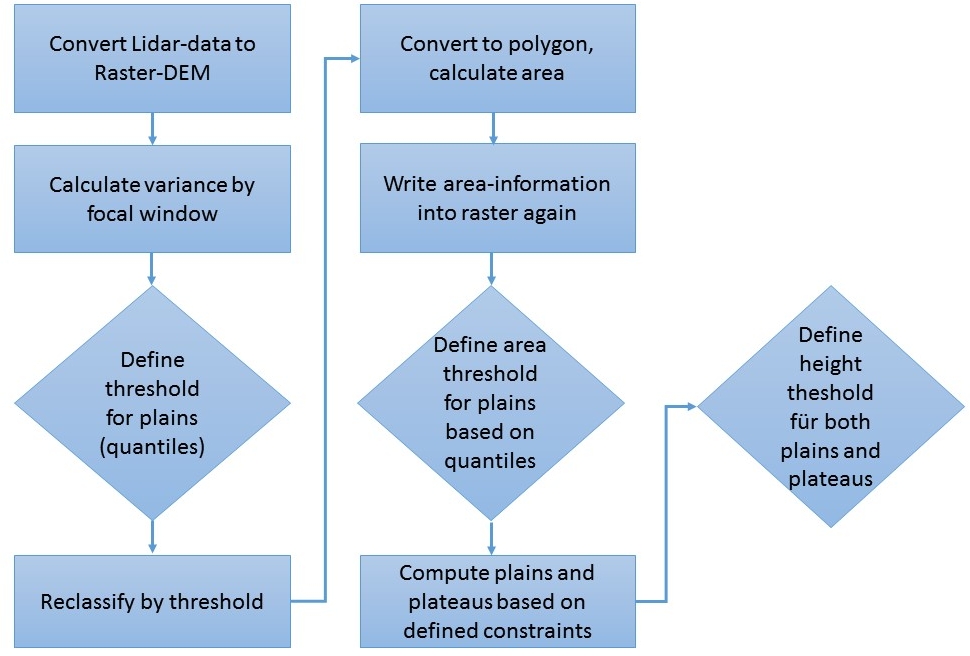 Convert Lidar-data to
Raster-DEM
Calculate variance by
focal window
Define
threshold
for plains
(quantiles)
Reclassify by threshold
Convert to polygon,
calculate area
Write area-information
into raster again
Define area
threshold
for plains
based on
quantiles
Compute plains and
plateaus based on
defined constraints
Define
height
theshold
für both
plains and
plateaus